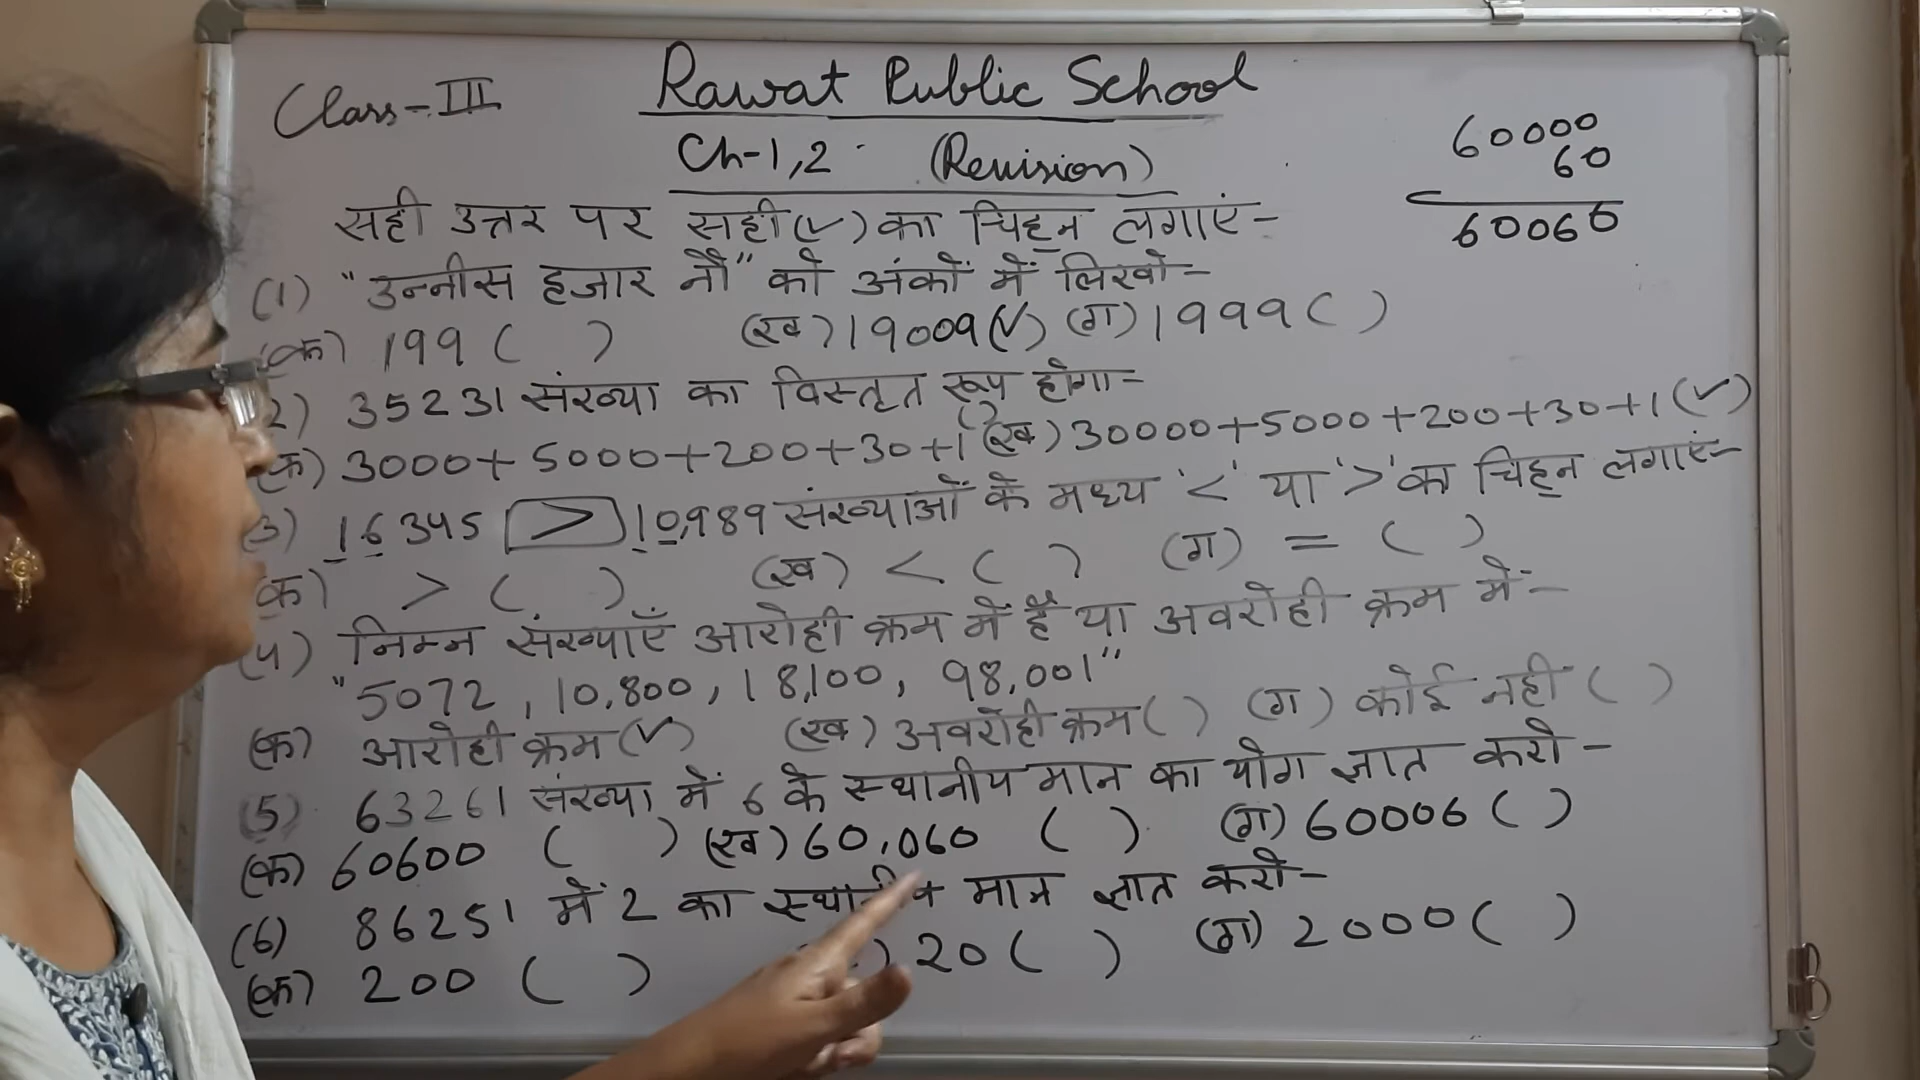 Class-III
Rawat Public School
Ch-1,2 (Revision)
60000
60
60060
सही उत्तर पर सही(✓) का चिह्न लगाएं-
(1) "उन्नीस हजार नौ" को अंकों में लिखो-
(क) 199 ( ) (ख) 19009(✓) (ग) 1999 ( )
2) 35231 संख्या का विस्तृत रूप होगा-
(क) 3000+5000+200+30+1 ( ) (ख) 30000+5000+200+30+1 (✓)
3) 16345 > 10,989 संख्याओं के मध्य '<' या '>' का चिह्न लगाएं-
(क) > ( ) (ख) < ( ) (ग) = ( )
(4) निम्न संख्याएँ आरोही क्रम में हैं या अवरोही क्रम में:-
"5072, 10,800, 18,100, 98,001"
(क) आरोही क्रम(✓) (ख) अवरोही क्रम( ) (ग) कोई नही ( )
(5) 63261 संख्या में 6 के स्थानीय मान का योग ज्ञात करो-
(क) 60600 ( ) (ख) 60,060 ( ) (ग) 60006 ( )
(6) 86251 में 2 का मान ज्ञात करो-
(क) 200 ( ) 20 ( ) (ग) 2000 ( )